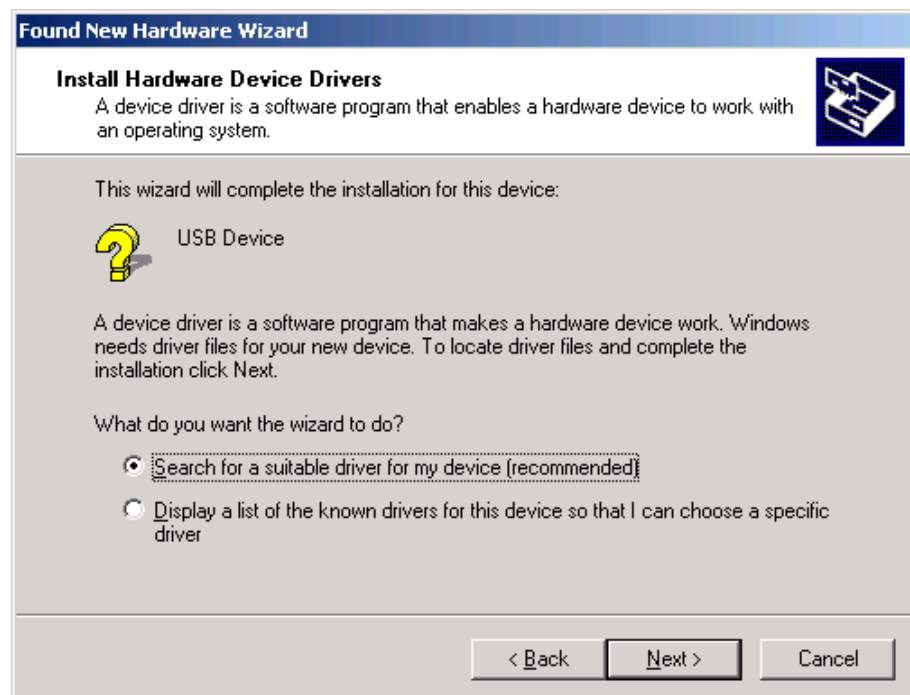 Found New Hardware Wizard
Install Hardware Device Drivers
A device driver is a software program that enables a hardware device to work with
an operating system.
This wizard will complete the installation for this device:
USB Device
A device driver is a software program that makes a hardware device work. Windows
needs driver files for your new device. To locate driver files and complete the
installation click Next.
What do you want the wizard to do?
Search for a suitable driver for my device (recommended)
Display a list of the known drivers for this device so that I can choose a specific
driver
< Back
Next >
Cancel